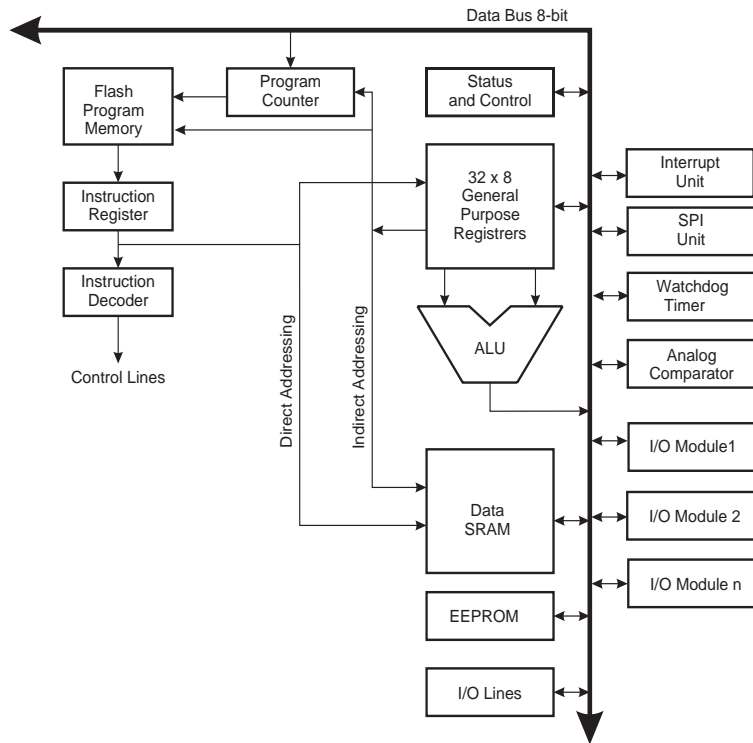 Data Bus 8-bit
Flash
Program
Memory
Program
Counter
Status
and Control
Instruction
Register
32 x 8
General
Purpose
Registrers
Interrupt
Unit
SPI
Unit
Instruction
Decoder
Watchdog
Timer
Control Lines
Direct Addressing
Indirect Addressing
ALU
Analog
Comparator
I/O Module1
Data
SRAM
I/O Module 2
I/O Module n
EEPROM
I/O Lines